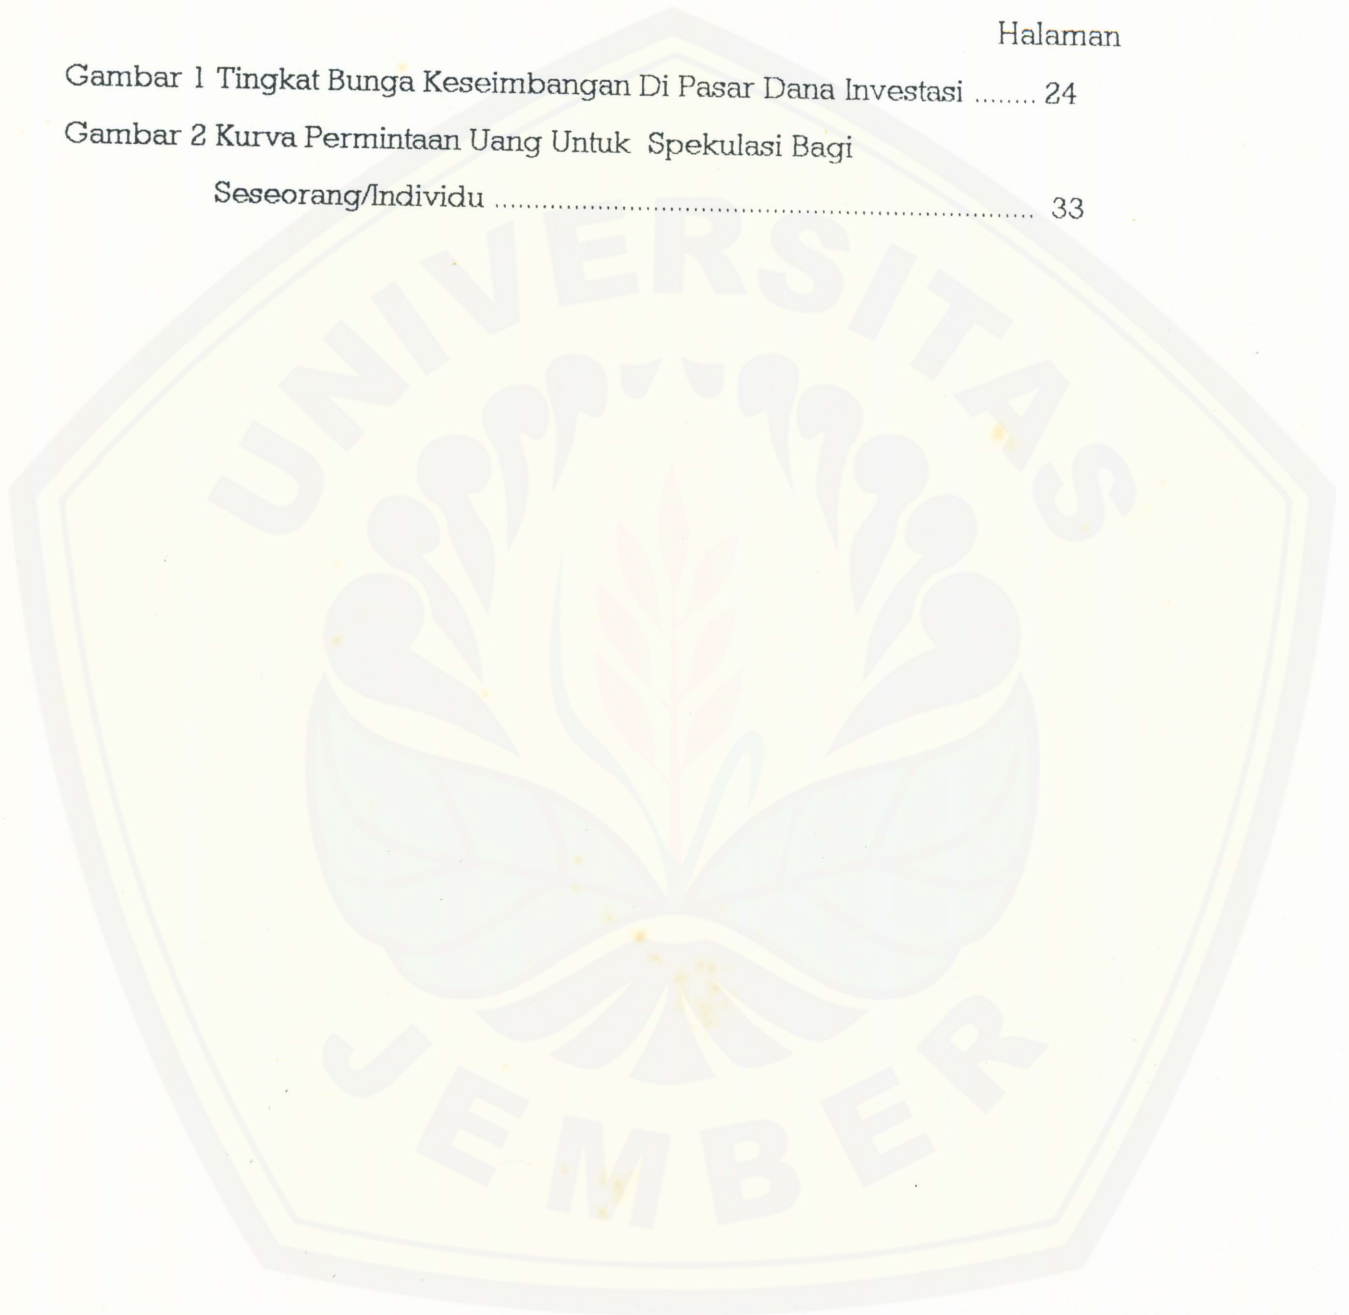 Halaman
Gambar 1 Tingkat Bunga Keseimbangan Di Pasar Dana Investasi ........ 24
Gambar 2 Kurva Permintaan Uang Untuk Spekulasi Bagi
Seseorang/Individu .................................................................. 33
UNIVERSITAS
JEMBER